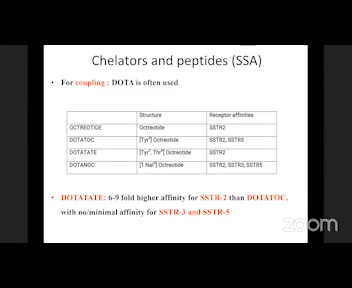 Chelators and peptides (SSA)
• For coupling : DOTA is often used
Structure Receptor affinities
OCTREOTIDE Octreotide SSTR2
DOTATOC [Tyr³] Octreotide SSTR2, SSTR5
DOTATATE [Tyr³, Thr⁸] Octreotide SSTR2
DOTANOC [1 NaI³] Octreotide SSTR2, SSTR3, SSTR5
• DOTATATE: 6-9 fold higher affinity for SSTR-2 than DOTATOC,
with no/minimal affinity for SSTR-3 and SSTR-5
zoom